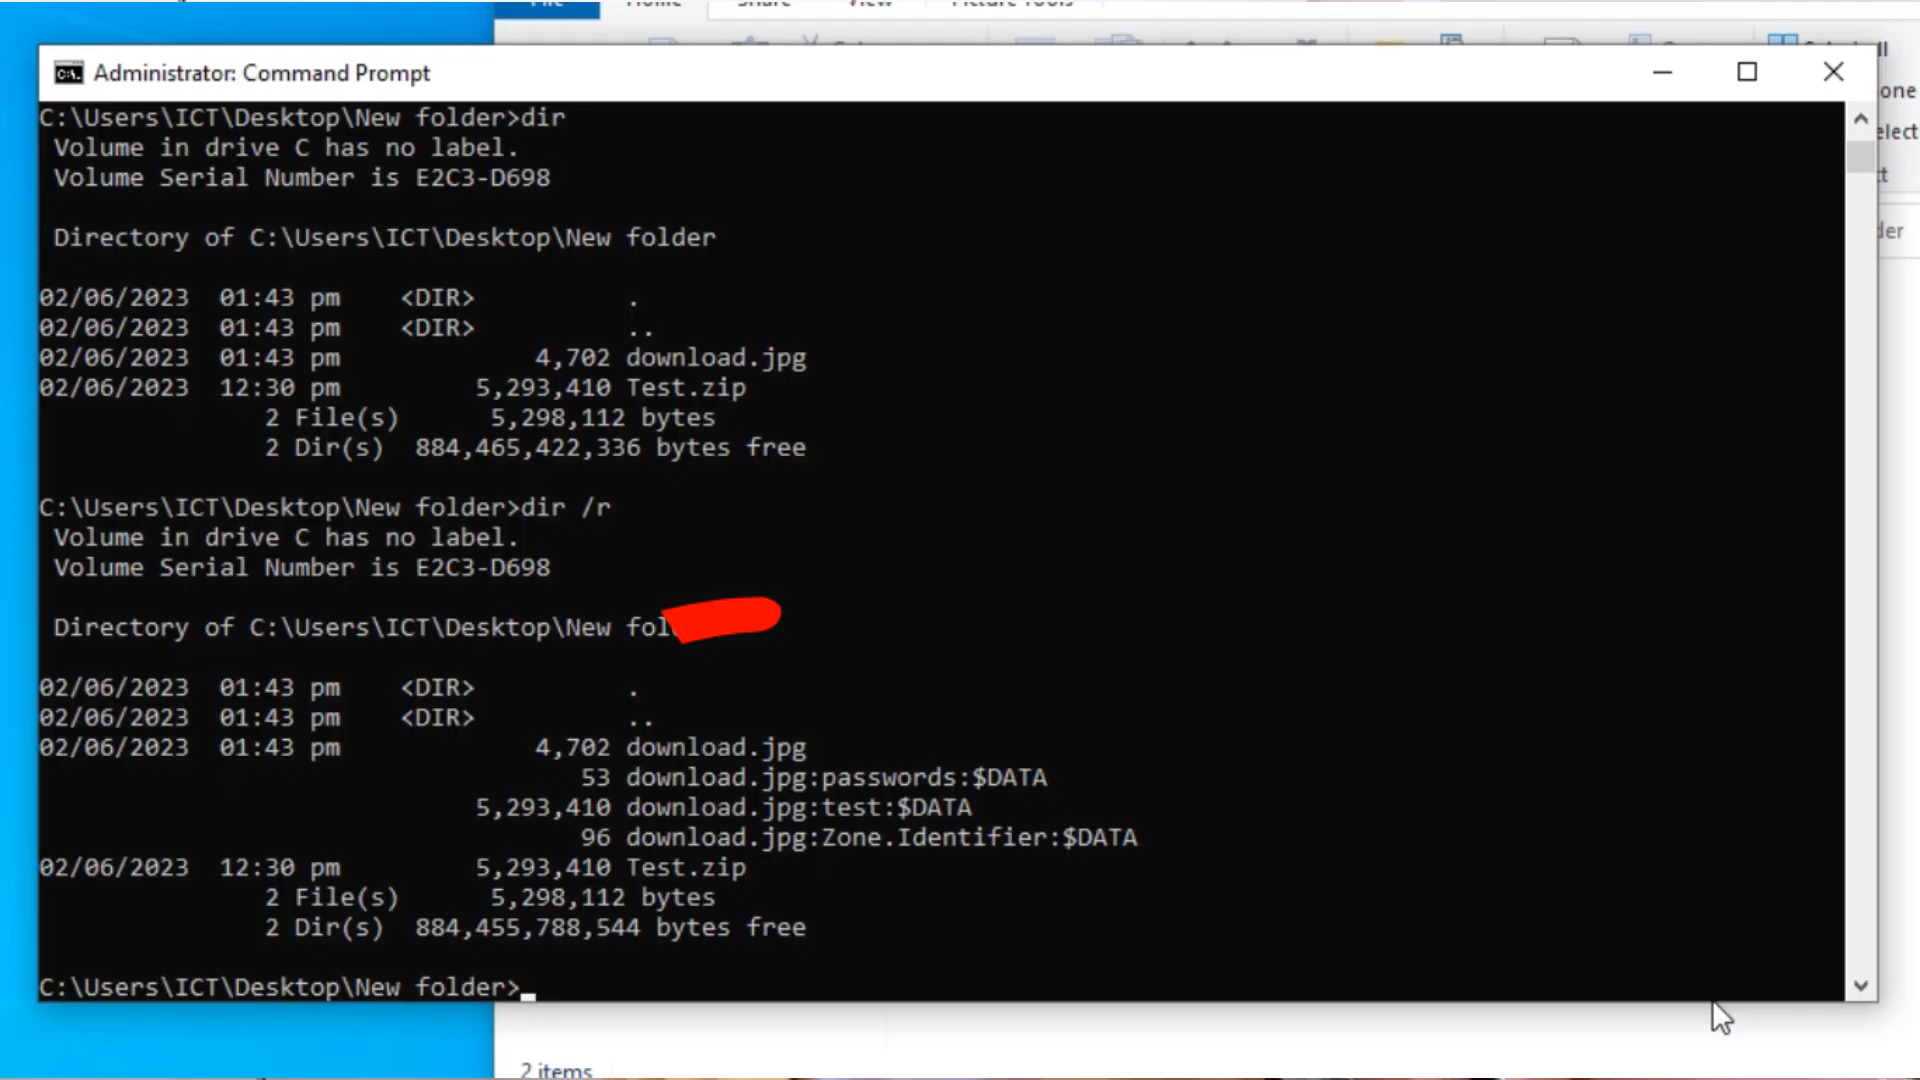 File Home Share View Picture Tools
Administrator: Command Prompt
C:\Users\ICT\Desktop\New folder>dir
 Volume in drive C has no label.
 Volume Serial Number is E2C3-D698
 Directory of C:\Users\ICT\Desktop\New folder
02/06/2023  01:43 pm    <DIR>          .
02/06/2023  01:43 pm    <DIR>          ..
02/06/2023  01:43 pm             4,702 download.jpg
02/06/2023  12:30 pm         5,293,410 Test.zip
               2 File(s)      5,298,112 bytes
               2 Dir(s)  884,465,422,336 bytes free
C:\Users\ICT\Desktop\New folder>dir /r
 Volume in drive C has no label.
 Volume Serial Number is E2C3-D698
 Directory of C:\Users\ICT\Desktop\New fol
02/06/2023  01:43 pm    <DIR>          .
02/06/2023  01:43 pm    <DIR>          ..
02/06/2023  01:43 pm             4,702 download.jpg
                                    53 download.jpg:passwords:$DATA
                             5,293,410 download.jpg:test:$DATA
                                    96 download.jpg:Zone.Identifier:$DATA
02/06/2023  12:30 pm         5,293,410 Test.zip
               2 File(s)      5,298,112 bytes
               2 Dir(s)  884,455,788,544 bytes free
C:\Users\ICT\Desktop\New folder>
2 items